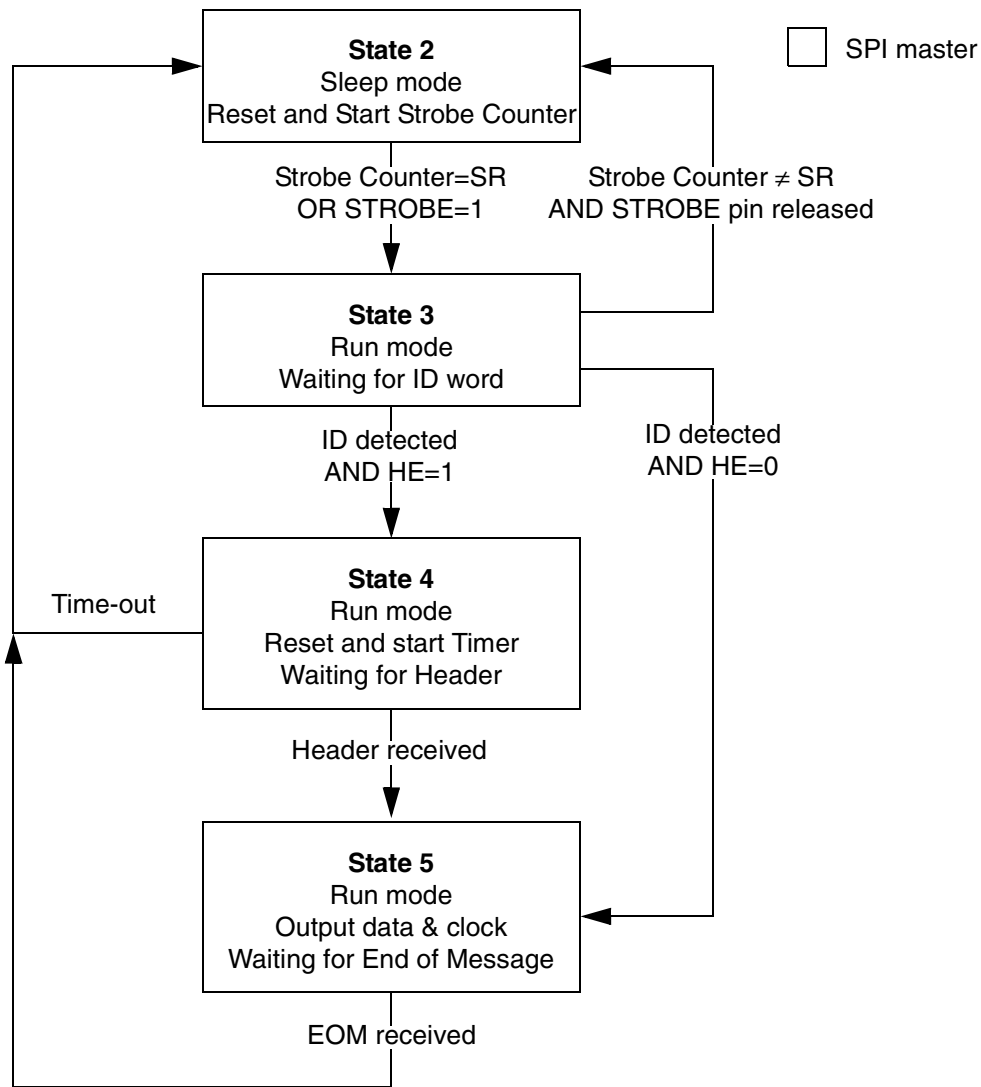 State 2
Sleep mode
Reset and Start Strobe Counter
SPI master
Strobe Counter=SR
OR STROBE=1
Strobe Counter ≠ SR
AND STROBE pin released
State 3
Run mode
Waiting for ID word
ID detected
AND HE=1
ID detected
AND HE=0
State 4
Run mode
Reset and start Timer
Waiting for Header
Time-out
Header received
State 5
Run mode
Output data & clock
Waiting for End of Message
EOM received